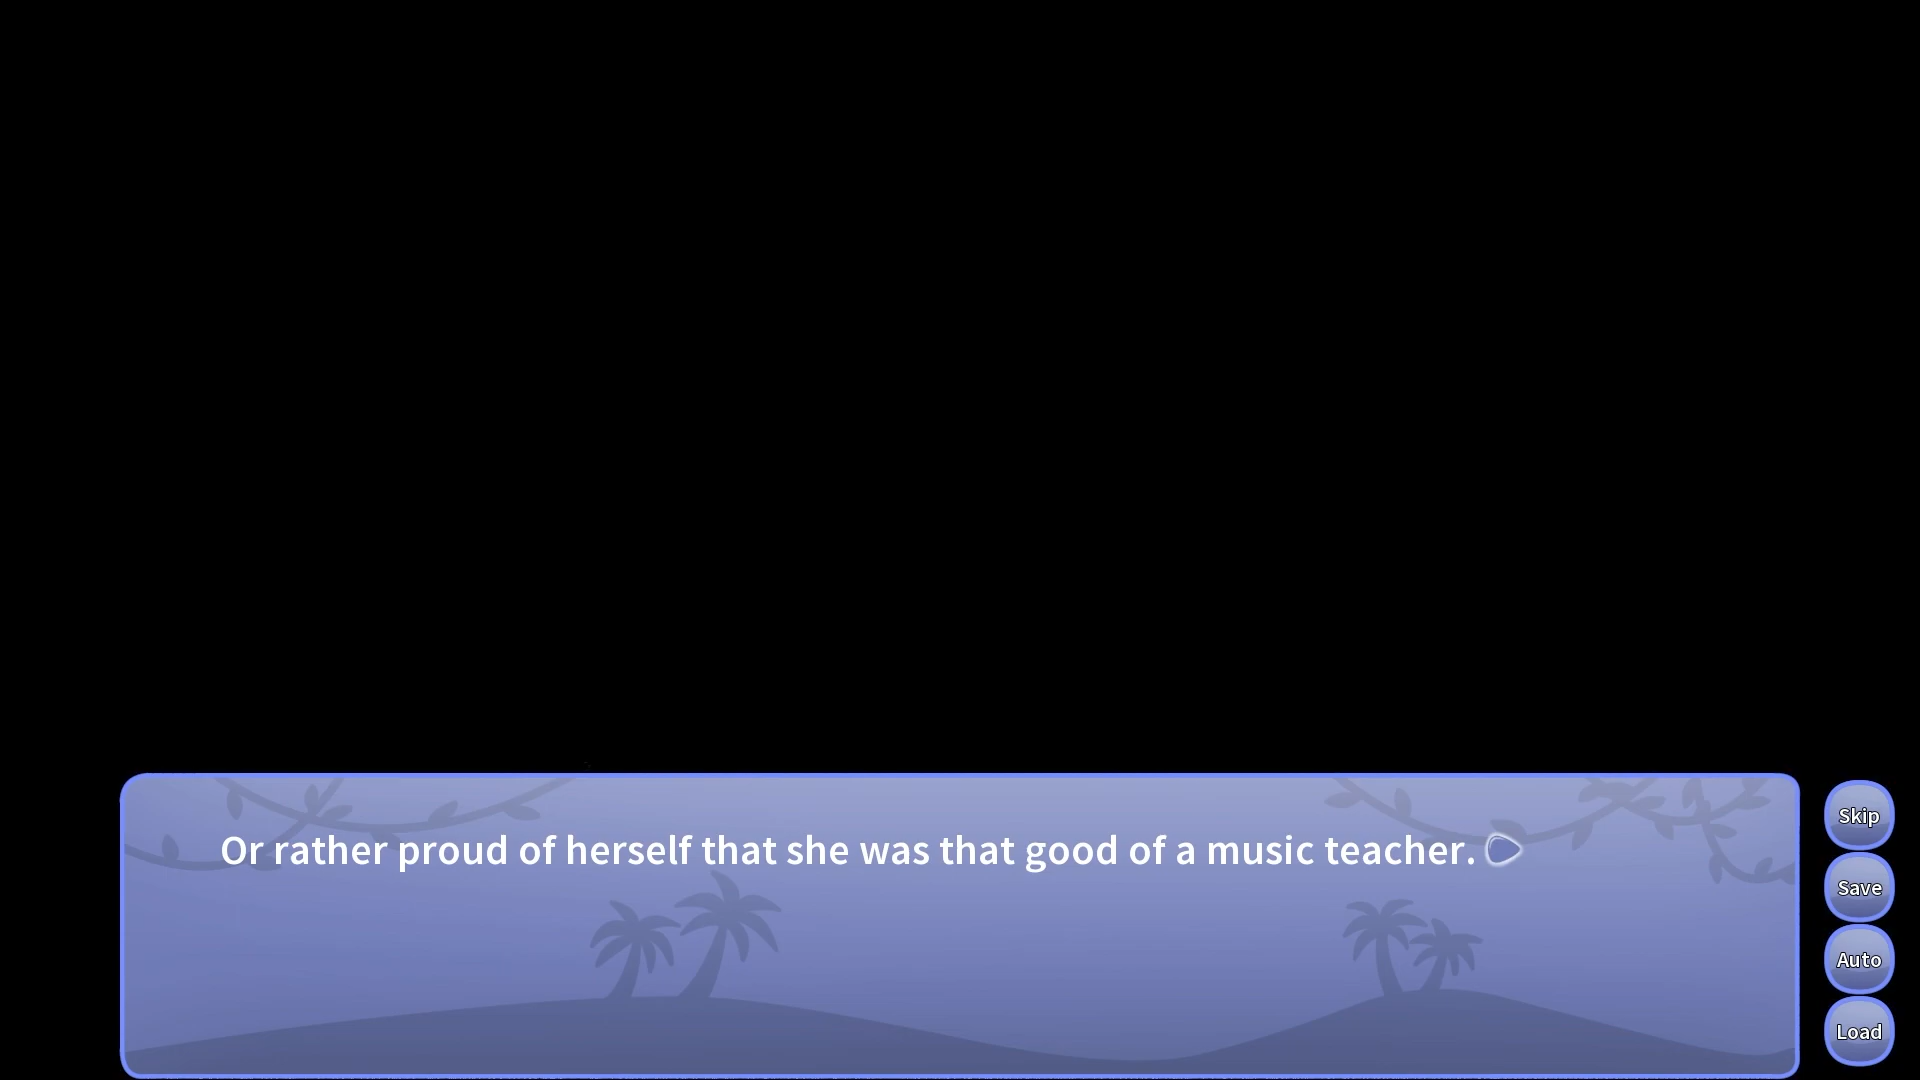 Or rather proud of herself that she was that good of a music teacher.
Skip
Save
Auto
Load